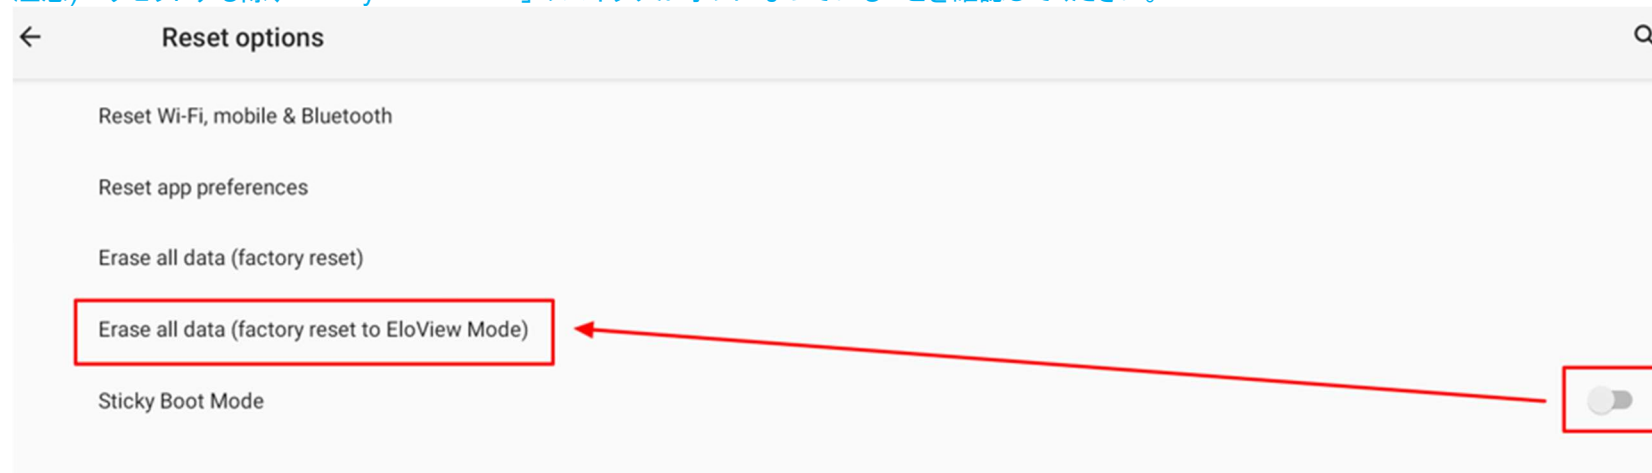 Reset options
Reset Wi-Fi, mobile & Bluetooth
Reset app preferences
Erase all data (factory reset)
Erase all data (factory reset to EloView Mode)
Sticky Boot Mode